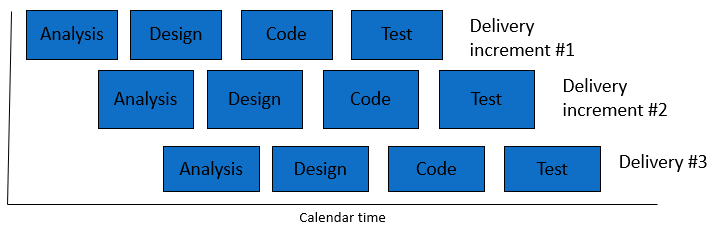 Analysis
Design
Code
Test
Delivery
increment #1
Analysis
Design
Code
Test
Delivery
increment #2
Analysis
Design
Code
Test
Delivery #3
Calendar time